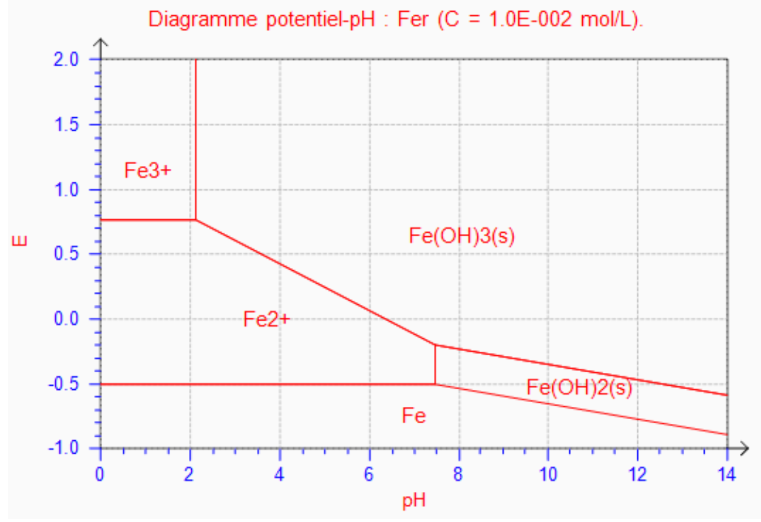 Diagramme potentiel-pH : Fer (C = 1.0E-002 mol/L).
2.0
1.5
Fe3+
1.0
E
Fe(OH)3(s)
0.5
Fe2+
0.0
-0.5
Fe(OH)2(s)
Fe
-1.0
0 2 4 6 8 10 12 14
pH